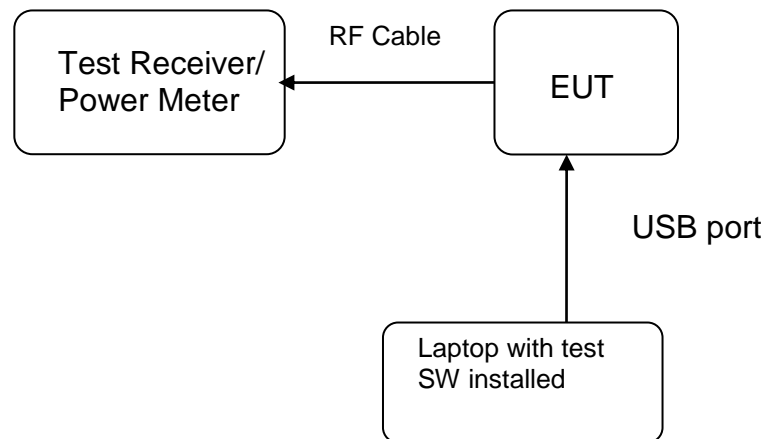 RF Cable
Test Receiver/
Power Meter
EUT
USB port
Laptop with test
SW installed